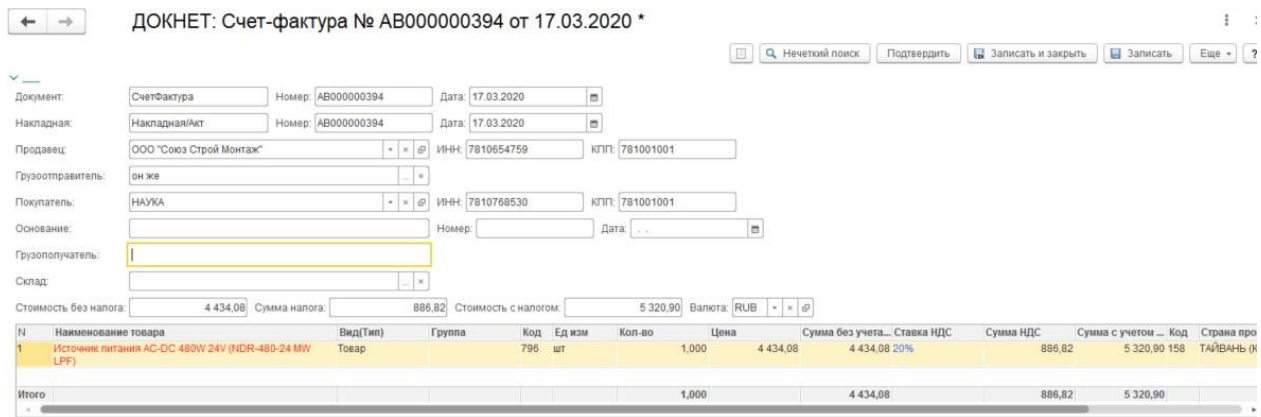 ДОКНЕТ: Счет-фактура № АВ000000394 от 17.03.2020 *
Нечеткий поиск Подтвердить Записать и закрыть Записать Еще ?
Документ: СчетФактура Номер: АВ000000394 Дата: 17.03.2020
Накладная: Накладная/Акт Номер: АВ000000394 Дата: 17.03.2020
Продавец: ООО "Союз Строй Монтаж" ИНН: 7810654759 КПП: 781001001
Грузоотправитель: он же ...
Покупатель: НАУКА ИНН: 7810768530 КПП: 781001001
Основание: Номер: Дата: . .
Грузополучатель:
Склад: ...
Стоимость без налога: 4 434,08 Сумма налога: 886,82 Стоимость с налогом: 5 320,90 Валюта: RUB
N Наименование товара Вид(Тип) Группа Код Ед изм Кол-во Цена Сумма без учета... Ставка НДС Сумма НДС Сумма с учетом ... Код Страна про
1 Источник питания AC-DC 480W 24V (NDR-480-24 MW Товар 796 шт 1,000 4 434,08 4 434,08 20% 886,82 5 320,90 158 ТАЙВАНЬ (К
LPF)
Итого 1,000 4 434,08 886,82 5 320,90